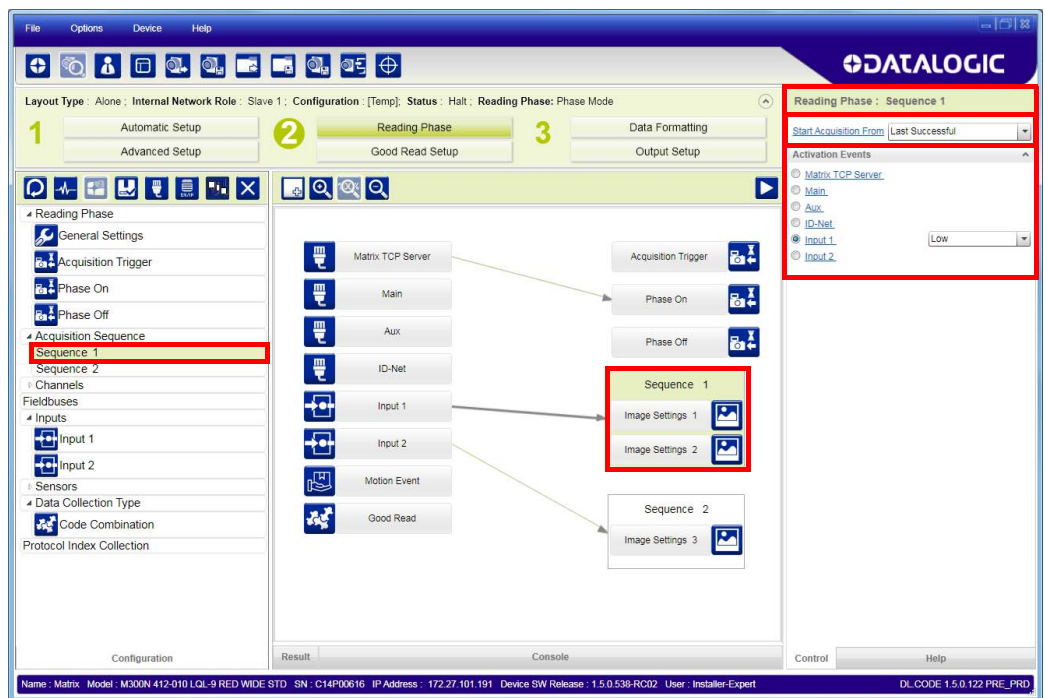 File Options Device Help
DATALOGIC
Layout Type : Alone ; Internal Network Role : Slave 1 ; Configuration : [Temp]; Status : Halt ; Reading Phase: Phase Mode
1 Automatic Setup
Advanced Setup
2 Reading Phase
Good Read Setup
3 Data Formatting
Output Setup
Reading Phase
General Settings
Acquisition Trigger
Phase On
Phase Off
Acquisition Sequence
Sequence 1
Sequence 2
Channels
Fieldbuses
Inputs
Input 1
Input 2
Sensors
Data Collection Type
Code Combination
Protocol Index Collection
Configuration
Matrix TCP Server
Main
Aux
ID-Net
Input 1
Input 2
Motion Event
Good Read
Acquisition Trigger
Phase On
Phase Off
Sequence 1
Image Settings 1
Image Settings 2
Sequence 2
Image Settings 3
Result Console
Reading Phase : Sequence 1
Start Acquisition From Last Successful
Activation Events
Matrix TCP Server
Main
Aux
ID-Net
Input 1 Low
Input 2
Control Help
Name : Matrix Model : M300N 412-010 LQL-9 RED WIDE STD SN : C14P00616 IP Address : 172.27.101.191 Device SW Release : 1.5.0.538-RC02 User : Installer-Expert DL.CODE 1.5.0.122 PRE_PRD